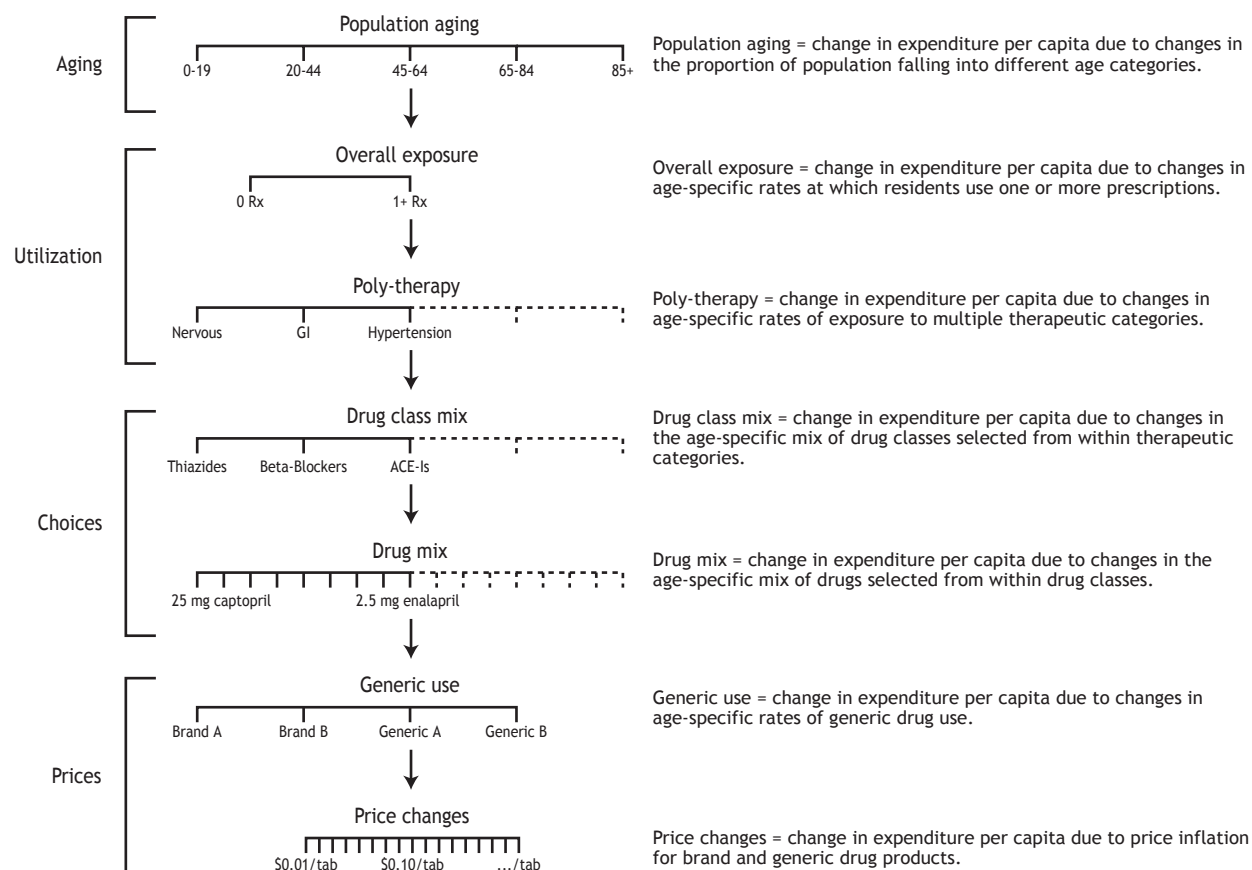 Population aging
Aging
0-19 20-44 45-64 65-84 85+
Population aging = change in expenditure per capita due to changes in
the proportion of population falling into different age categories.
Overall exposure
0 Rx 1+ Rx
Overall exposure = change in expenditure per capita due to changes in
age-specific rates at which residents use one or more prescriptions.
Utilization
Poly-therapy
Nervous GI Hypertension
Poly-therapy = change in expenditure per capita due to changes in
age-specific rates of exposure to multiple therapeutic categories.
Drug class mix
Thiazides Beta-Blockers ACE-Is
Drug class mix = change in expenditure per capita due to changes in
the age-specific mix of drug classes selected from within therapeutic
categories.
Choices
Drug mix
25 mg captopril 2.5 mg enalapril
Drug mix = change in expenditure per capita due to changes in the
age-specific mix of drugs selected from within drug classes.
Generic use
Brand A Brand B Generic A Generic B
Generic use = change in expenditure per capita due to changes in
age-specific rates of generic drug use.
Prices
Price changes
$0.01/tab $0.10/tab .../tab
Price changes = change in expenditure per capita due to price inflation
for brand and generic drug products.